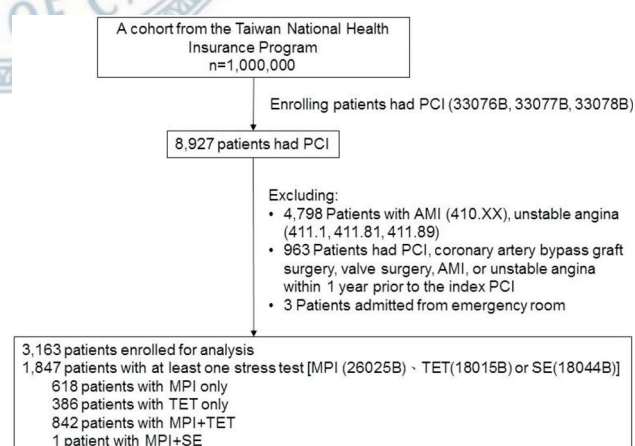 A cohort from the Taiwan National Health
Insurance Program
n=1,000,000
Enrolling patients had PCI (33076B, 33077B, 33078B)
8,927 patients had PCI
Excluding:
• 4,798 Patients with AMI (410.XX), unstable angina
(411.1, 411.81, 411.89)
• 963 Patients had PCI, coronary artery bypass graft
surgery, valve surgery, AMI, or unstable angina
within 1 year prior to the index PCI
• 3 Patients admitted from emergency room
3,163 patients enrolled for analysis
1,847 patients with at least one stress test [MPI (26025B)、TET(18015B) or SE(18044B)]
618 patients with MPI only
386 patients with TET only
842 patients with MPI+TET
1 patient with MPI+SE